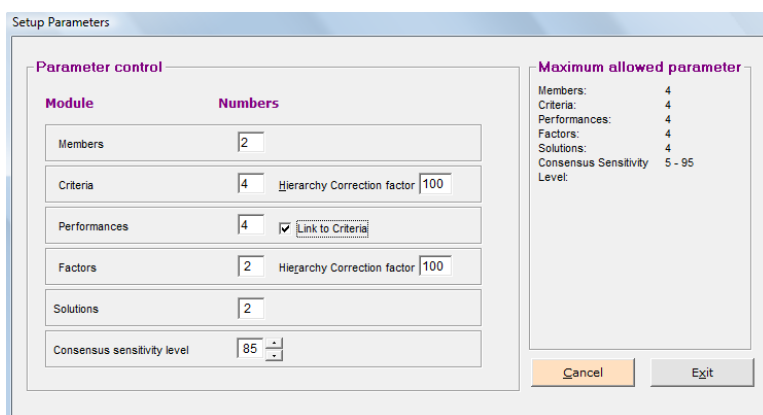 Setup Parameters
Parameter control
Module Numbers
Members 2
Criteria 4 Hierarchy Correction factor 100
Performances 4 Link to Criteria
Factors 2 Hierarchy Correction factor 100
Solutions 2
Consensus sensitivity level 85
Maximum allowed parameter
Members: 4
Criteria: 4
Performances: 4
Factors: 4
Solutions: 4
Consensus Sensitivity 5 - 95
Level:
Cancel Exit